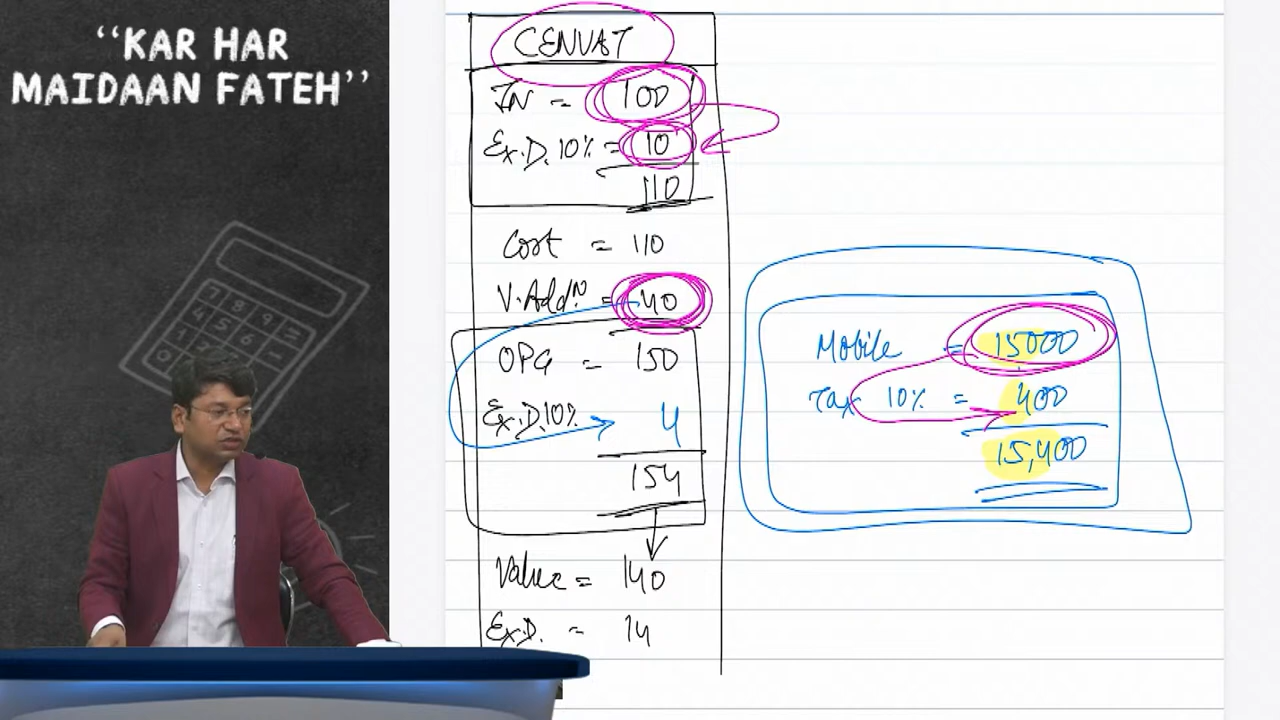 “KAR HAR
MAIDAAN FATEH”
CENVAT
IN = 100
Ex.D. 10% = 10
110
Cost = 110
V.Addn. = 40
OPG = 150
Ex.D. 10% 4
154
Value = 140
Ex.D. = 14
Mobile = 15000
Tax 10% = 400
15,400